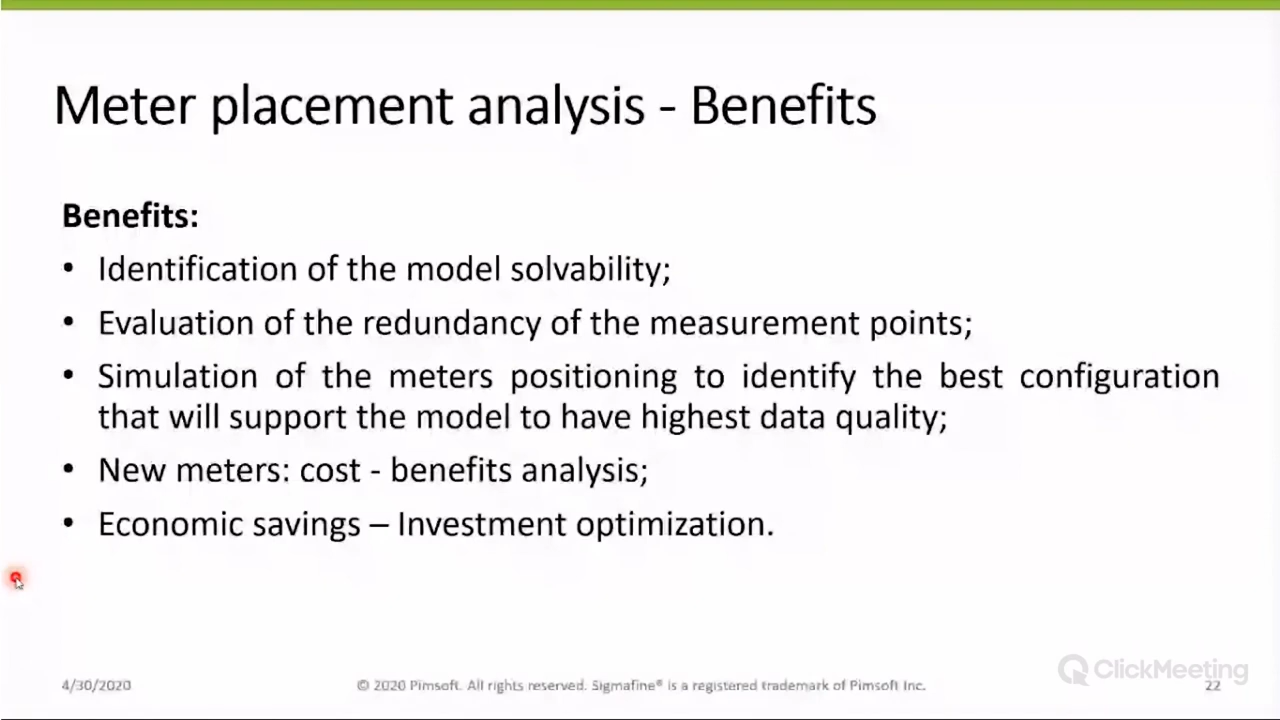 Meter placement analysis - Benefits
Benefits:
• Identification of the model solvability;
• Evaluation of the redundancy of the measurement points;
• Simulation of the meters positioning to identify the best configuration
that will support the model to have highest data quality;
• New meters: cost - benefits analysis;
• Economic savings – Investment optimization.
ClickMeeting
4/30/2020
© 2020 Pimsoft. All rights reserved. Sigmafine® is a registered trademark of Pimsoft Inc.
22